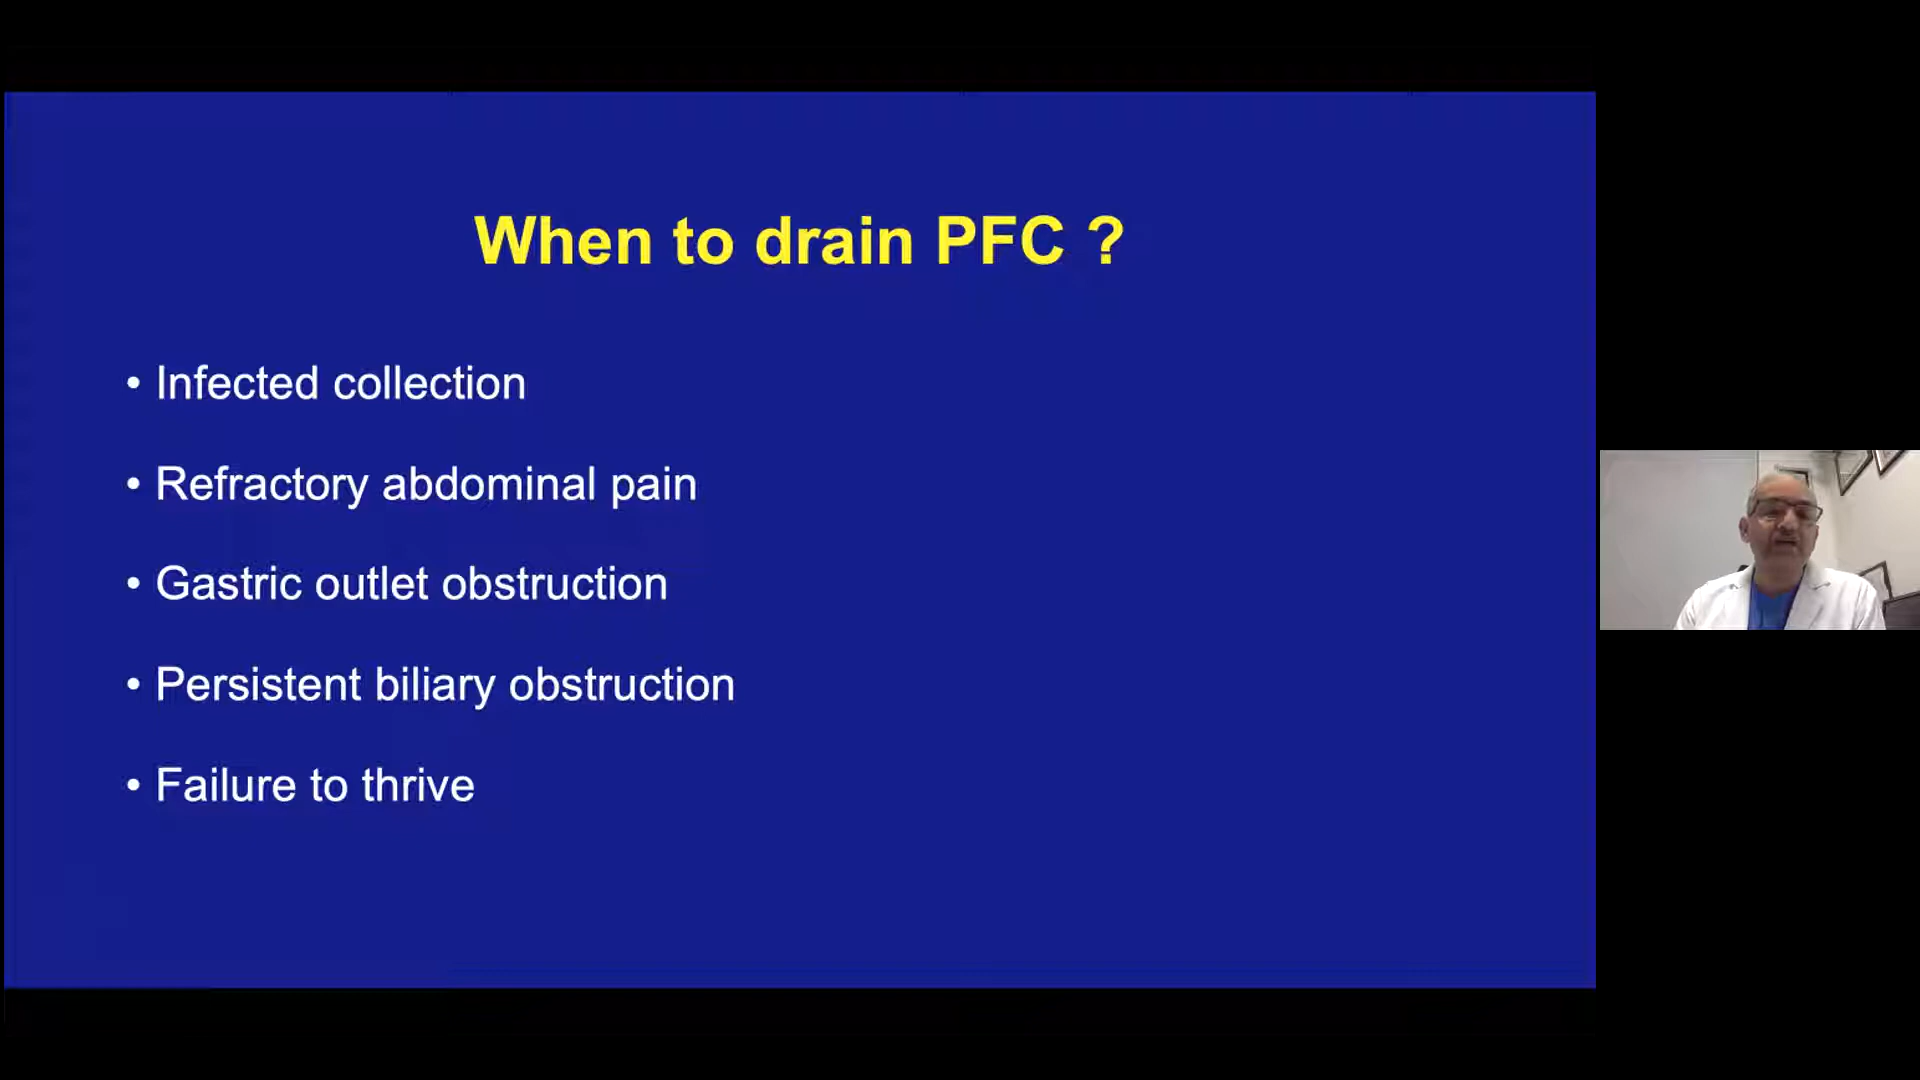 When to drain PFC ?
• Infected collection
• Refractory abdominal pain
• Gastric outlet obstruction
• Persistent biliary obstruction
• Failure to thrive